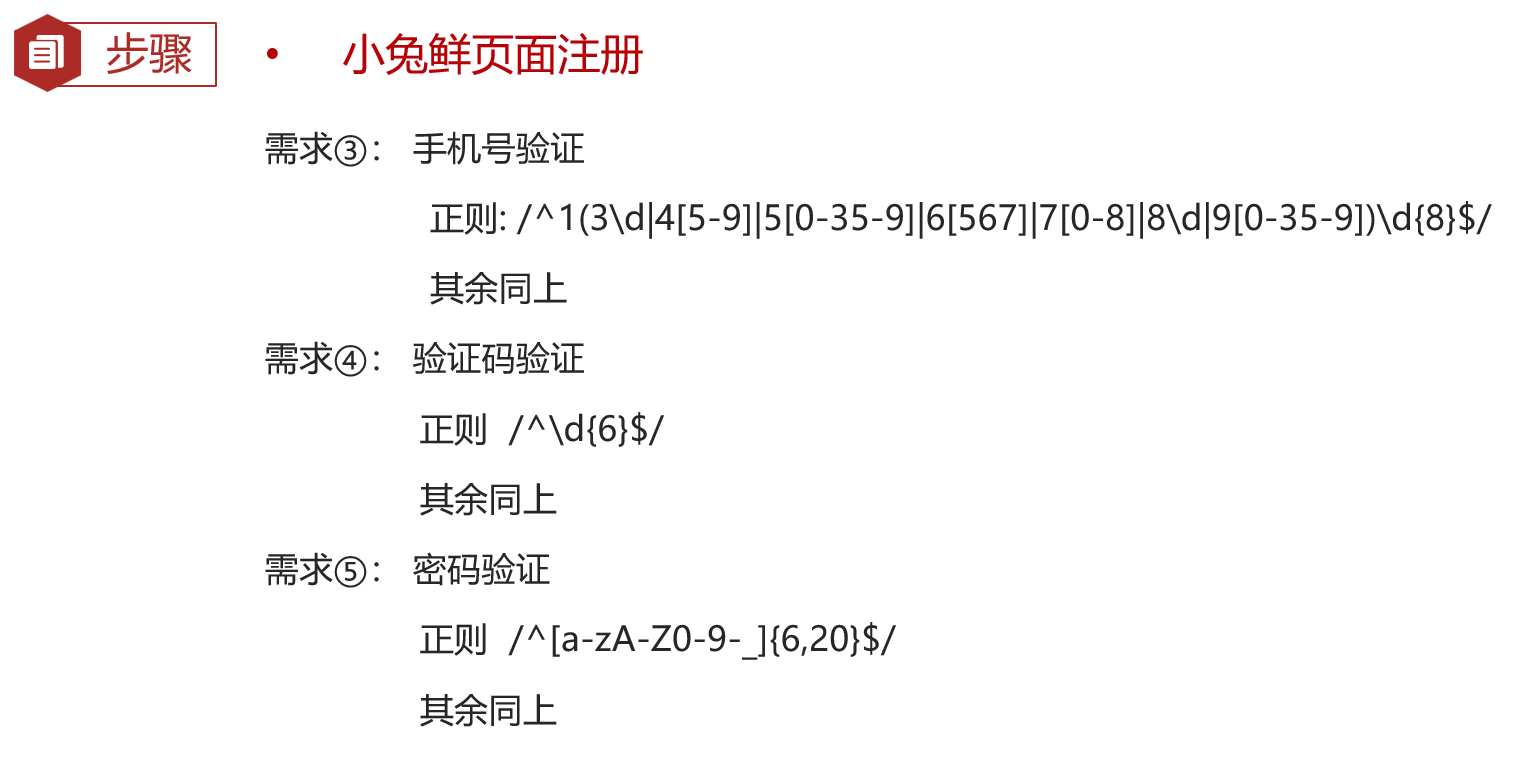 步骤
• 小兔鲜页面注册
需求③： 手机号验证
正则: /^1(3\d|4[5-9]|5[0-35-9]|6[567]|7[0-8]|8\d|9[0-35-9])\d{8}$/
其余同上
需求④： 验证码验证
正则 /^\d{6}$/
其余同上
需求⑤： 密码验证
正则 /^[a-zA-Z0-9-_]{6,20}$/
其余同上